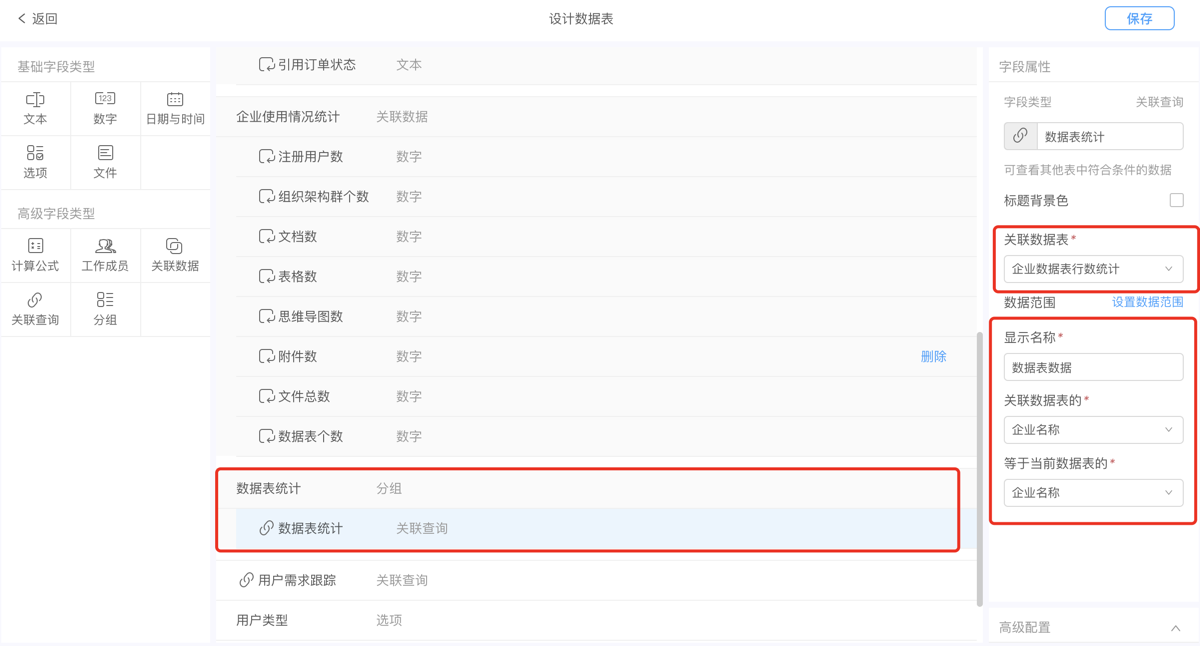 返回
设计数据表
保存
基础字段类型
文本
123
数字
日期与时间
选项
文件
高级字段类型
计算公式
工作成员
关联数据
关联查询
分组
引用订单状态 文本
企业使用情况统计 关联数据
注册用户数 数字
组织架构群个数 数字
文档数 数字
表格数 数字
思维导图数 数字
附件数 数字 删除
文件总数 数字
数据表个数 数字
数据表统计 分组
数据表统计 关联查询
用户需求跟踪 关联查询
用户类型 选项
字段属性
字段类型 关联查询
数据表统计
可查看其他表中符合条件的数据
标题背景色
关联数据表*
企业数据表行数统计
数据范围 设置数据范围
显示名称*
数据表数据
关联数据表的*
企业名称
等于当前数据表的*
企业名称
高级配置